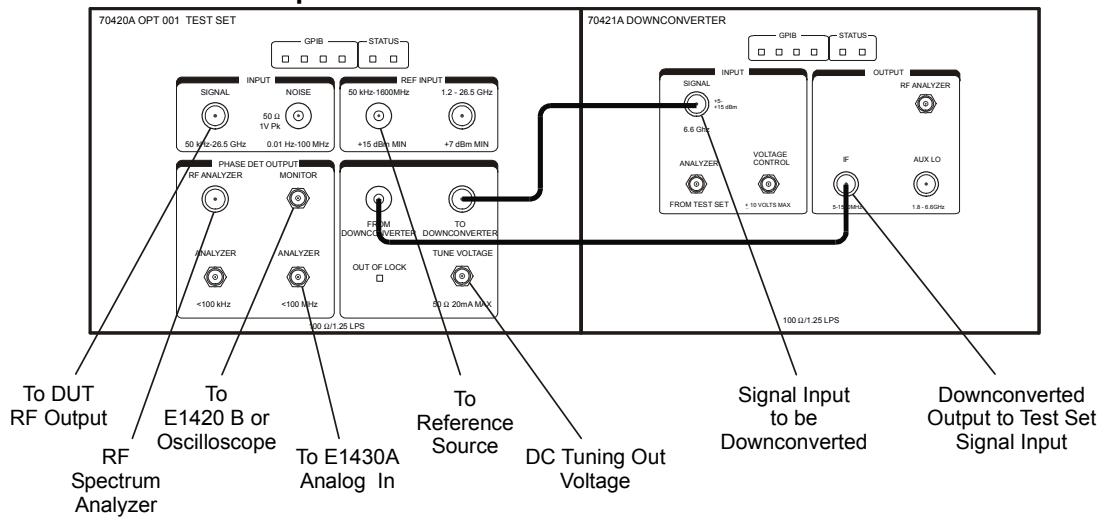 70420A OPT 001 TEST SET
GPIB
STATUS
INPUT
SIGNAL
NOISE
50 Ω
1V Pk
50 kHz-26.5 GHz
0.01 Hz-100 MHz
REF INPUT
50 kHz-1600MHz
1.2 - 26.5 GHz
+15 dBm MIN
+7 dBm MIN
PHASE DET OUTPUT
RF ANALYZER
MONITOR
ANALYZER
ANALYZER
<100 kHz
<100 MHz
FROM
DOWNCONVERTER
TO
DOWNCONVERTER
OUT OF LOCK
TUNE VOLTAGE
50 Ω 20mA MAX
100 Ω/1.25 LPS
70421A DOWNCONVERTER
GPIB
STATUS
INPUT
SIGNAL
+5-
+15 dBm
6.6 Ghz
ANALYZER
VOLTAGE
CONTROL
FROM TEST SET
± 10 VOLTS MAX
OUTPUT
RF ANALYZER
IF
AUX LO
1.8 - 6.6GHz
100 Ω/1.25 LPS
To DUT
RF Output
RF
Spectrum
Analyzer
To
E1420 B or
Oscilloscope
To E1430A
Analog In
To
Reference
Source
DC Tuning Out
Voltage
Signal Input
to be
Downconverted
Downconverted
Output to Test Set
Signal Input